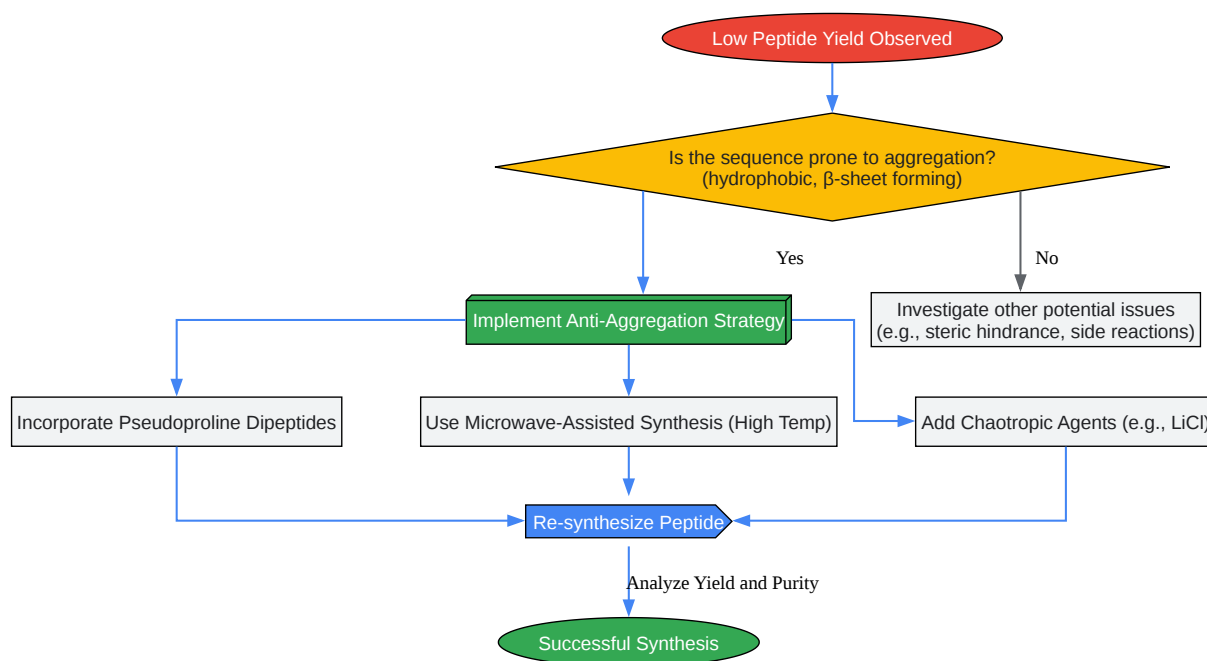 Low Peptide Yield Observed
Is the sequence prone to aggregation?
(hydrophobic, β-sheet forming)
Yes
No
Implement Anti-Aggregation Strategy
Investigate other potential issues
(e.g., steric hindrance, side reactions)
Incorporate Pseudoproline Dipeptides
Use Microwave-Assisted Synthesis (High Temp)
Add Chaotropic Agents (e.g., LiCl)
Re-synthesize Peptide
Analyze Yield and Purity
Successful Synthesis